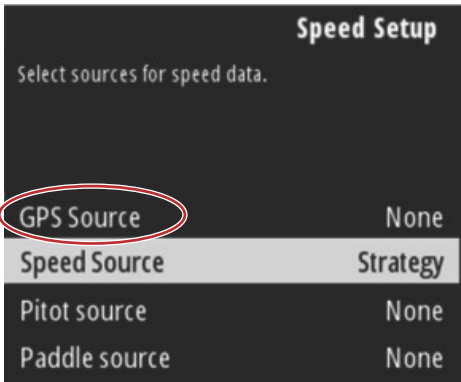 Speed Setup
Select sources for speed data.
GPS Source None
Speed Source Strategy
Pitot source None
Paddle source None